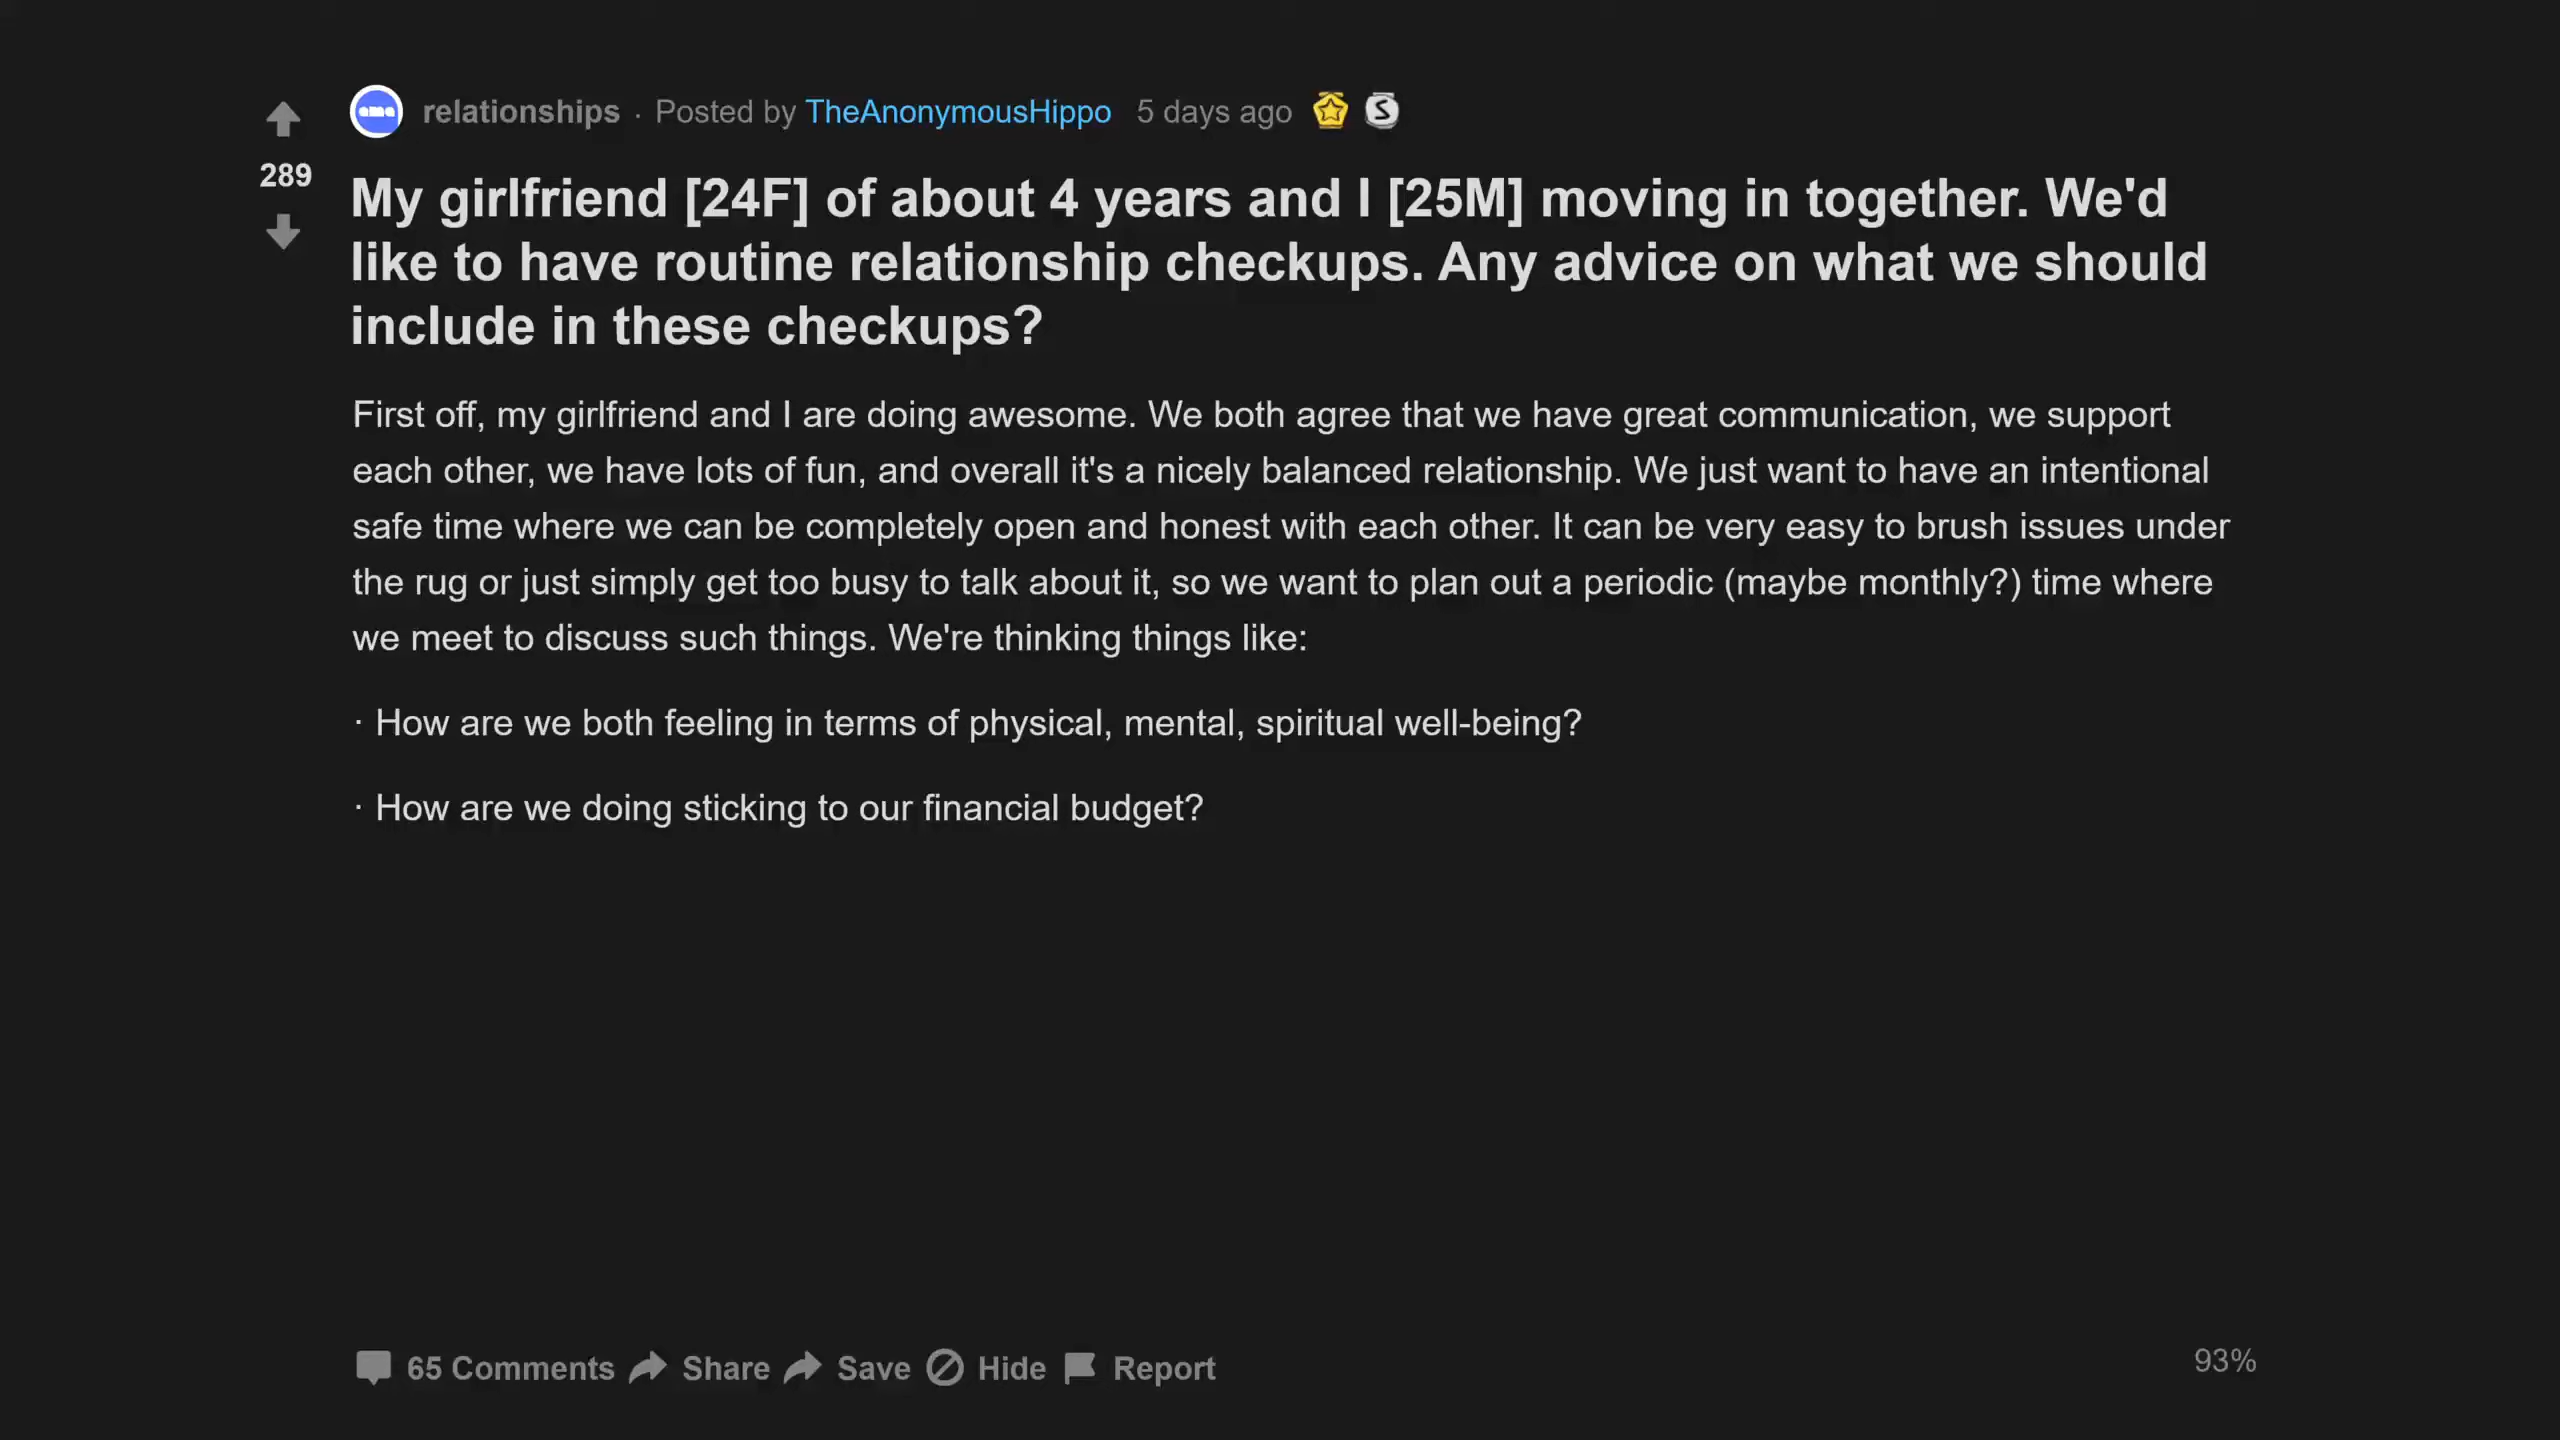 relationships · Posted by TheAnonymousHippo 5 days ago
289
My girlfriend [24F] of about 4 years and I [25M] moving in together. We'd
like to have routine relationship checkups. Any advice on what we should
include in these checkups?
First off, my girlfriend and I are doing awesome. We both agree that we have great communication, we support
each other, we have lots of fun, and overall it's a nicely balanced relationship. We just want to have an intentional
safe time where we can be completely open and honest with each other. It can be very easy to brush issues under
the rug or just simply get too busy to talk about it, so we want to plan out a periodic (maybe monthly?) time where
we meet to discuss such things. We're thinking things like:
· How are we both feeling in terms of physical, mental, spiritual well-being?
· How are we doing sticking to our financial budget?
65 Comments Share Save Hide Report
93%